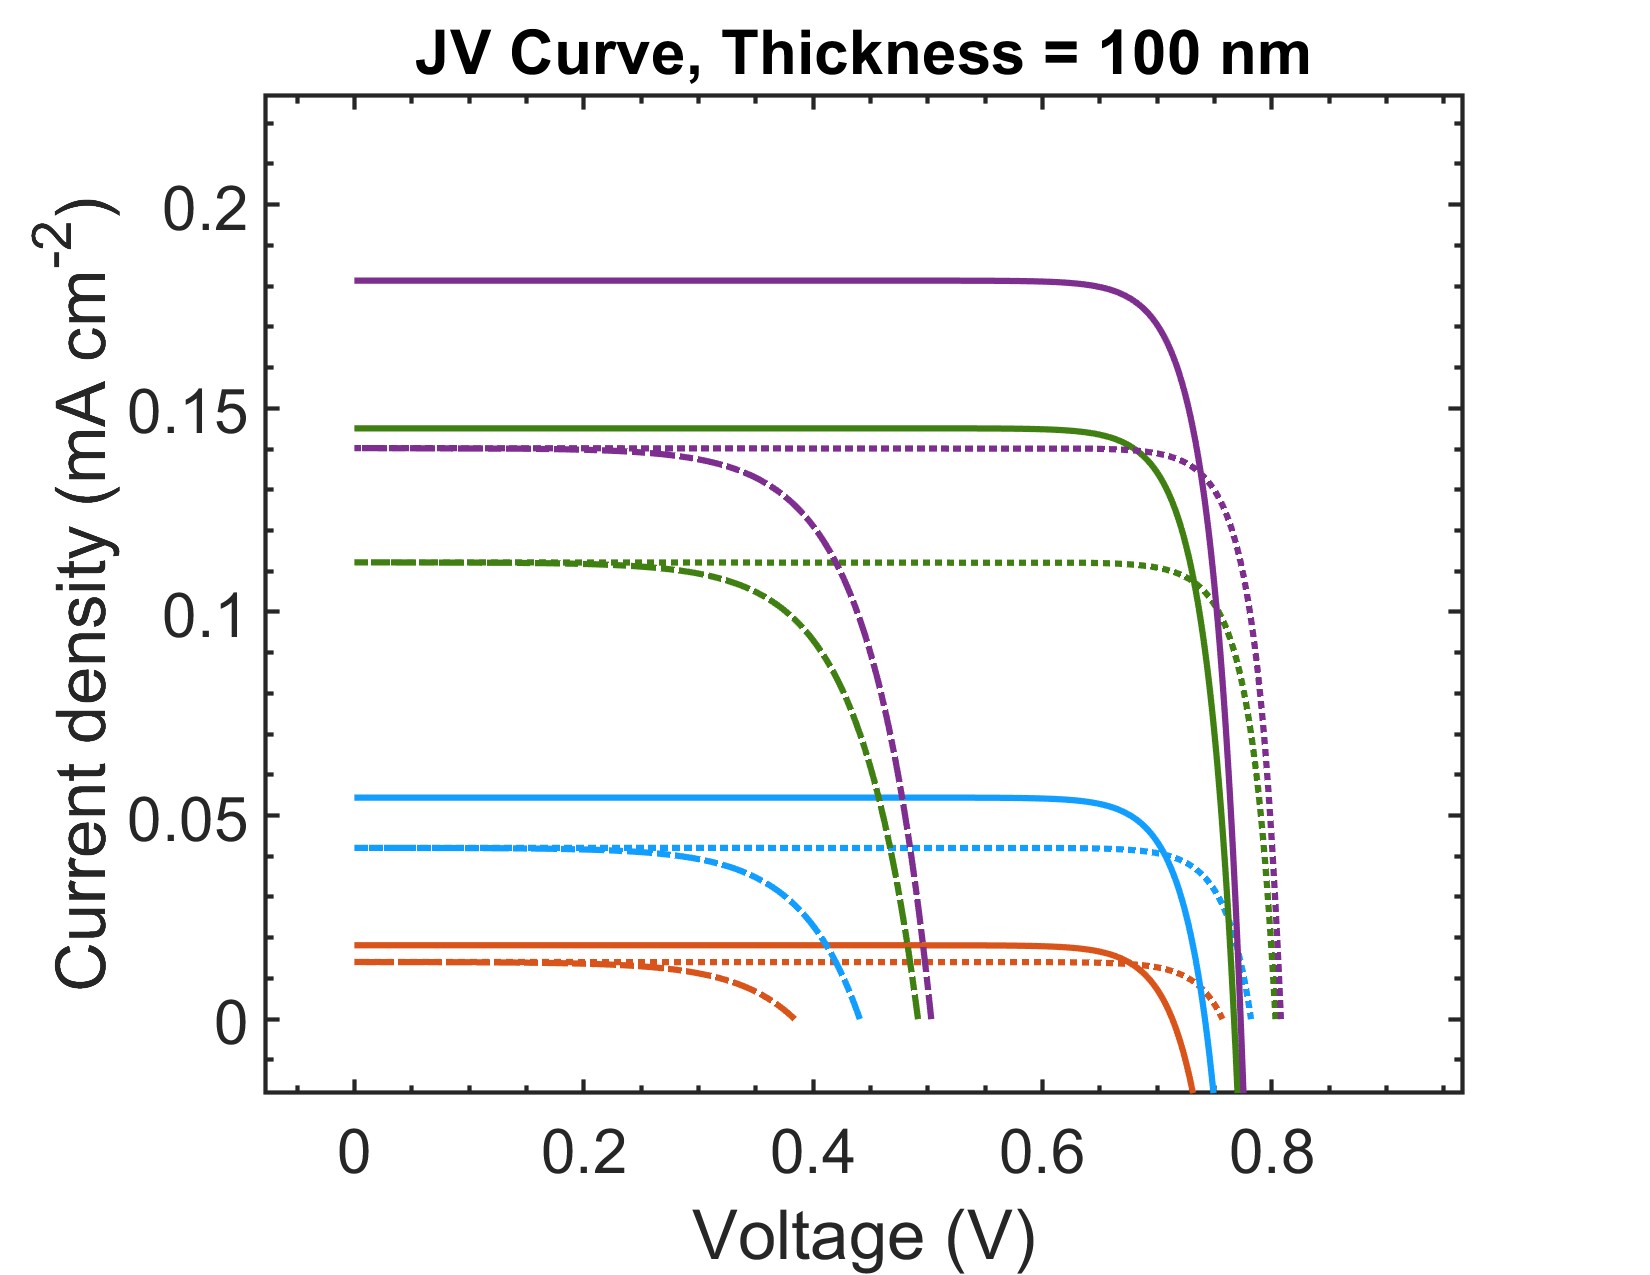 JV Curve, Thickness = 100 nm
Current density (mA cm-2)
0.2
0.15
0.1
0.05
0
0 0.2 0.4 0.6 0.8
Voltage (V)